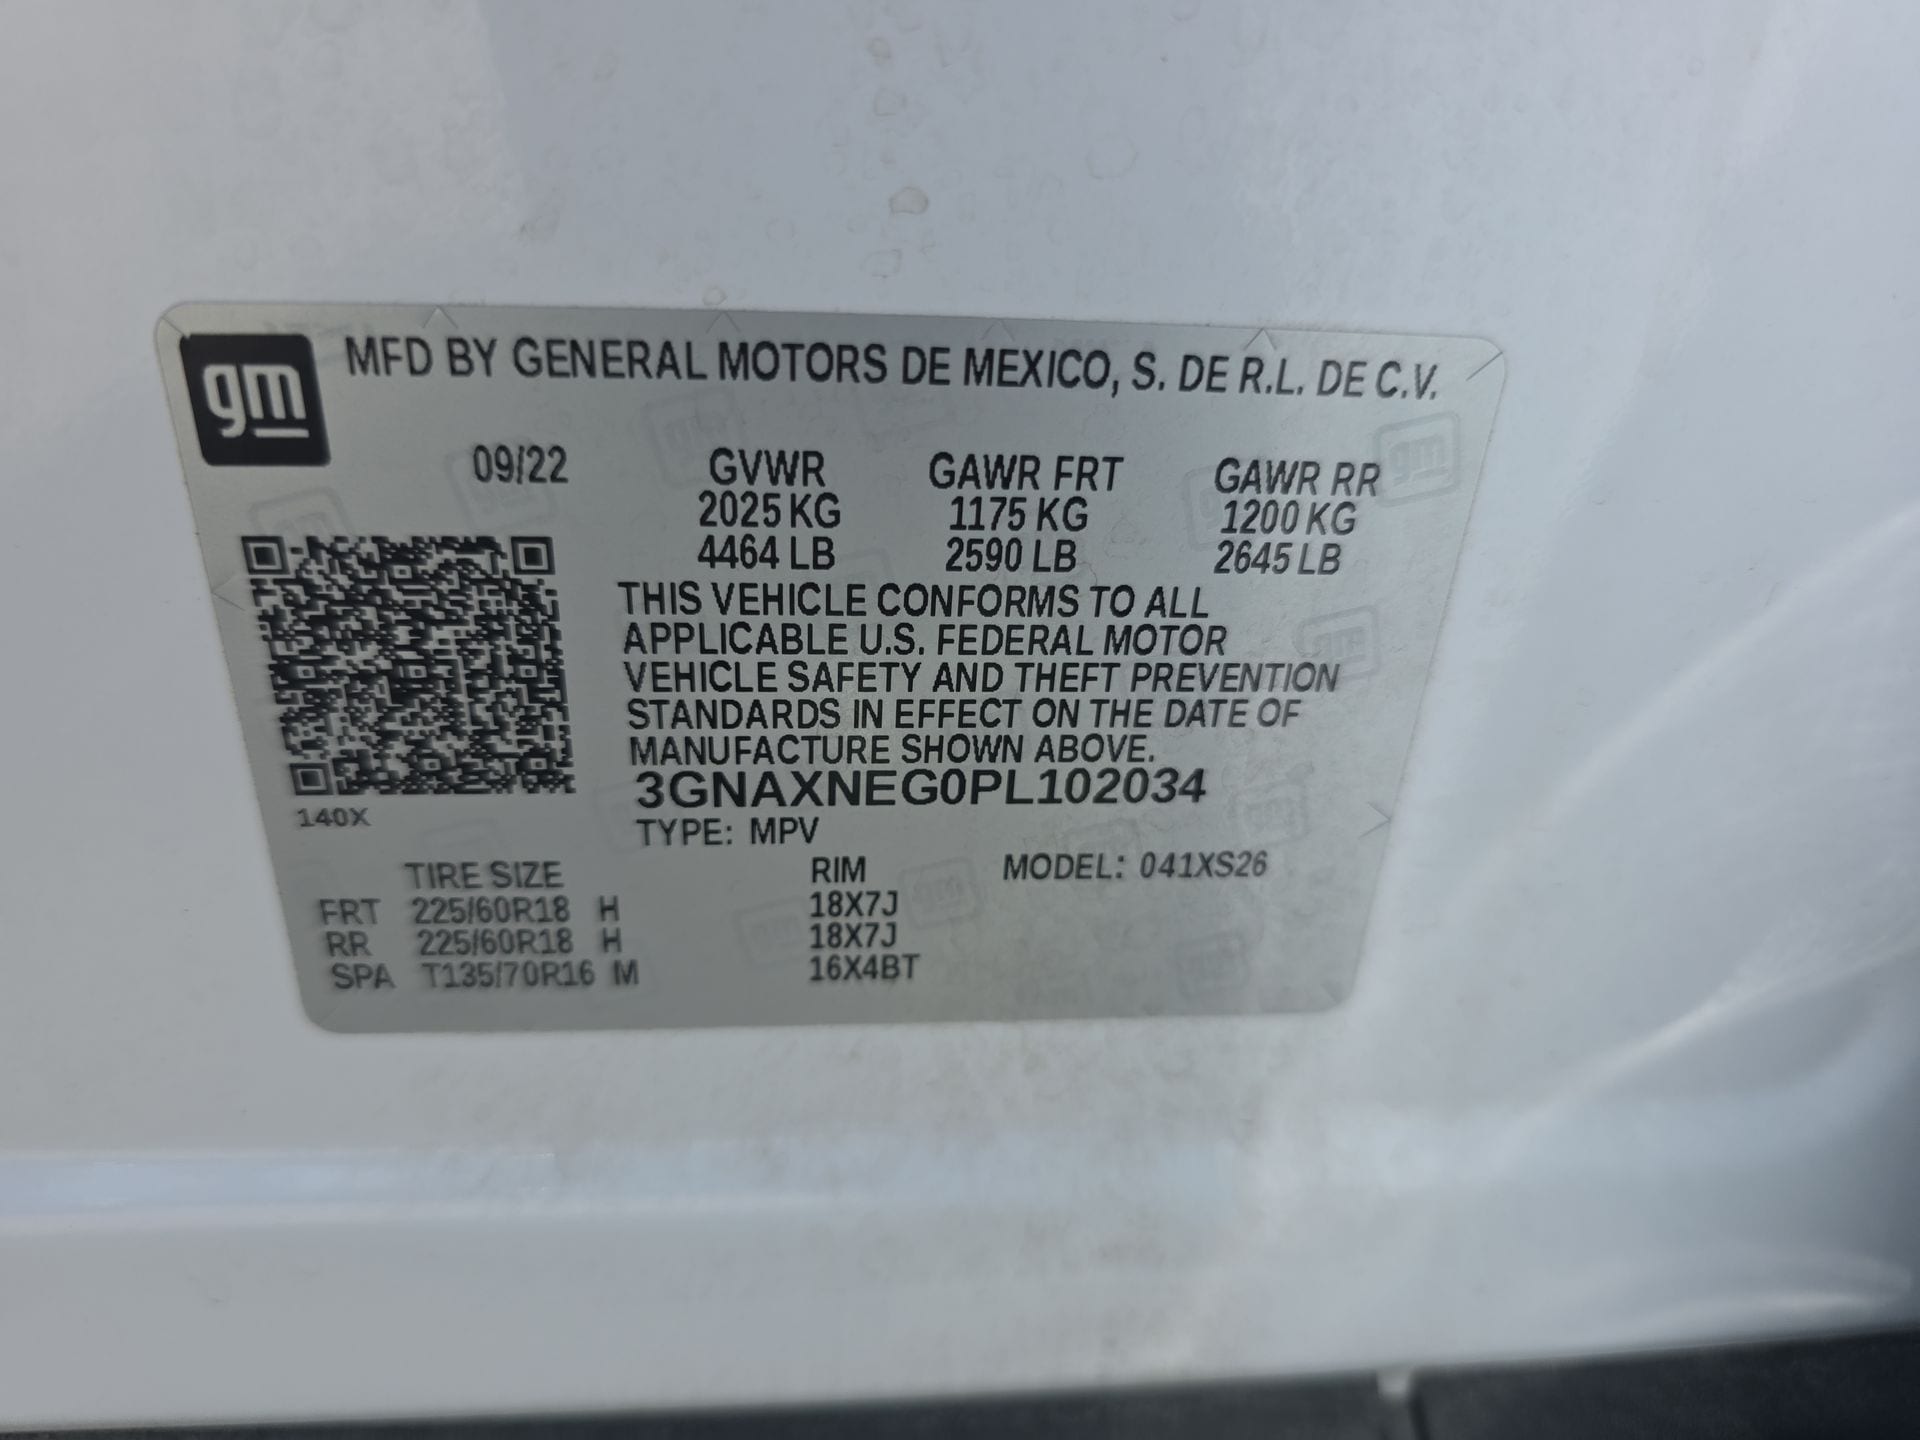 gm MFD BY GENERAL MOTORS DE MEXICO, S. DE R.L. DE C.V.
09/22 GVWR GAWR FRT GAWR RR
2025 KG 1175 KG 1200 KG
4464 LB 2590 LB 2645 LB
THIS VEHICLE CONFORMS TO ALL
APPLICABLE U.S. FEDERAL MOTOR
VEHICLE SAFETY AND THEFT PREVENTION
STANDARDS IN EFFECT ON THE DATE OF
MANUFACTURE SHOWN ABOVE.
3GNAXNEG0PL102034
140X
TYPE: MPV
TIRE SIZE RIM MODEL: 041XS26
FRT 225/60R18 H 18X7J
RR 225/60R18 H 18X7J
SPA T135/70R16 M 16X4BT